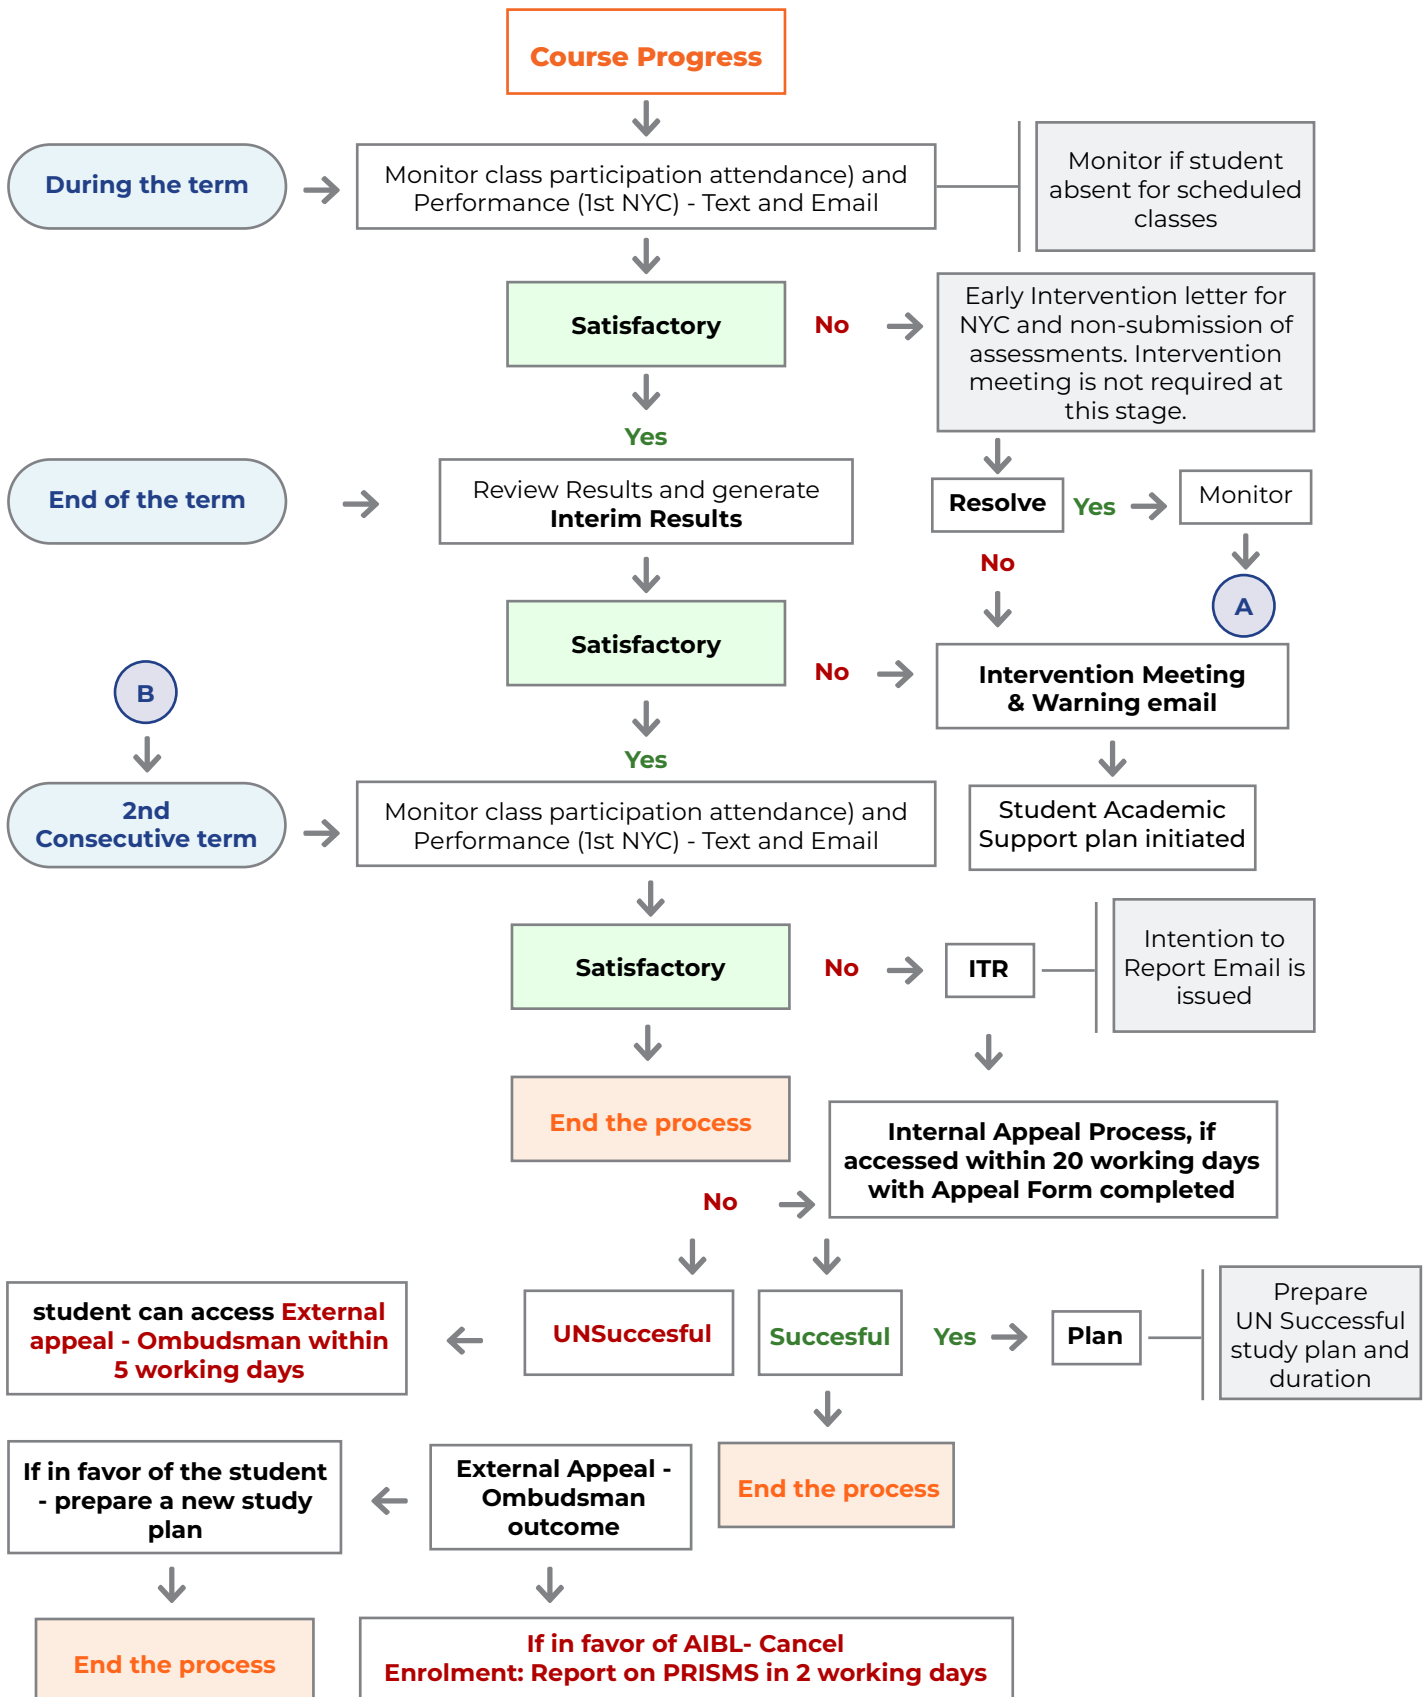 Course Progress
During the term
Monitor class participation attendance) and
Performance (1st NYC) - Text and Email
Monitor if student
absent for scheduled
classes
Satisfactory
No
Early Intervention letter for
NYC and non-submission of
assessments. Intervention
meeting is not required at
this stage.
Yes
End of the term
Review Results and generate
Interim Results
Resolve
Yes
Monitor
No
A
Satisfactory
No
Intervention Meeting
& Warning email
B
Yes
2nd
Consecutive term
Monitor class participation attendance) and
Performance (1st NYC) - Text and Email
Student Academic
Support plan initiated
Satisfactory
No
ITR
Intention to
Report Email is
issued
End the process
Internal Appeal Process, if
accessed within 20 working days
with Appeal Form completed
No
student can access External
appeal - Ombudsman within
5 working days
UNSuccesful
Succesful
Yes
Plan
Prepare
UN Successful
study plan and
duration
If in favor of the student
- prepare a new study
plan
External Appeal -
Ombudsman
outcome
End the process
End the process
If in favor of AIBL- Cancel
Enrolment: Report on PRISMS in 2 working days